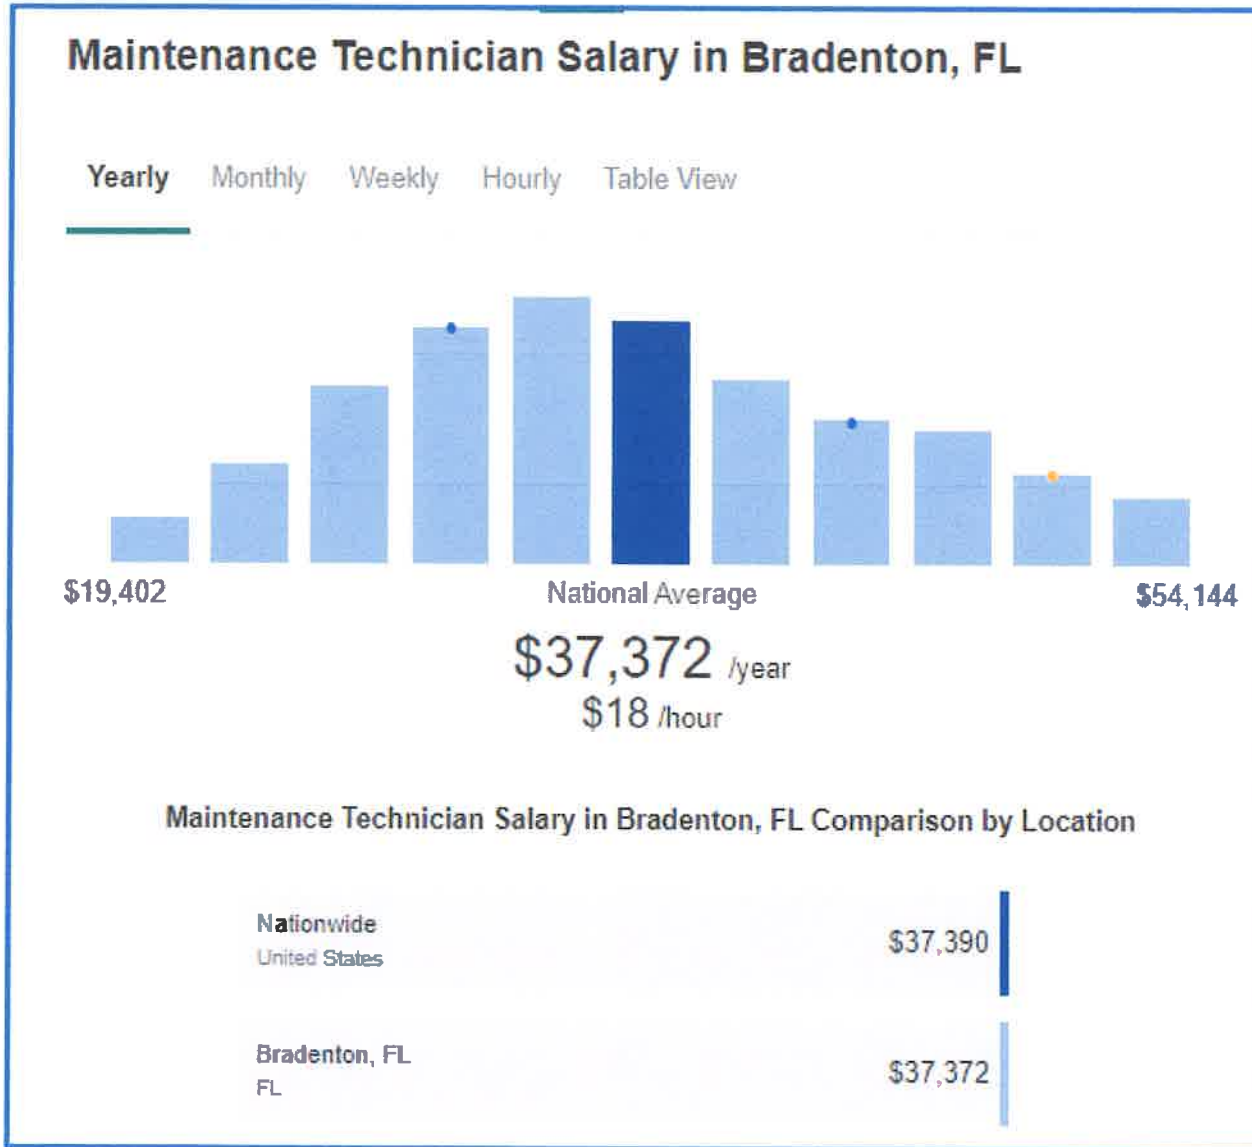 Maintenance Technician Salary in Bradenton, FL
Yearly Monthly Weekly Hourly Table View
$19,402 National Average $54,144
$37,372 /year
$18 /hour
Maintenance Technician Salary in Bradenton, FL Comparison by Location
Nationwide
United States
$37,390
Bradenton, FL
FL
$37,372